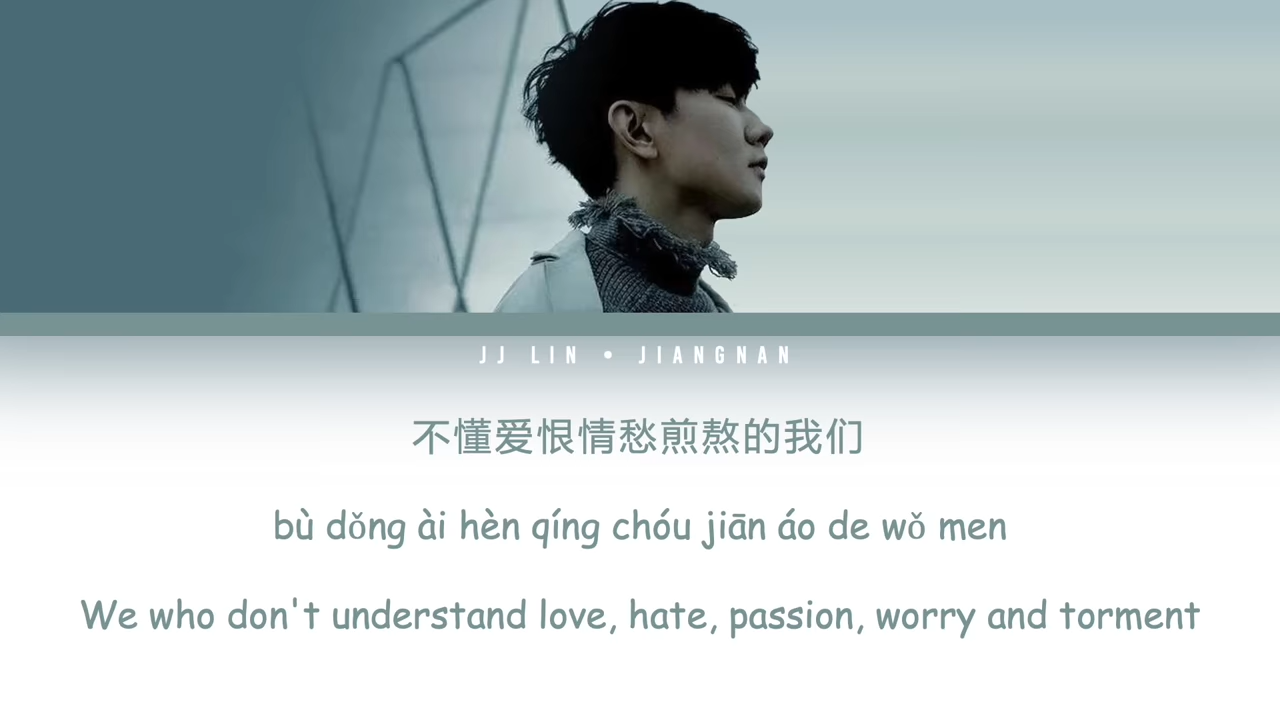 JJ LIN • JIANGNAN
不懂爱恨情愁煎熬的我们
bù dǒng ài hèn qíng chóu jiān áo de wǒ men
We who don't understand love, hate, passion, worry and torment